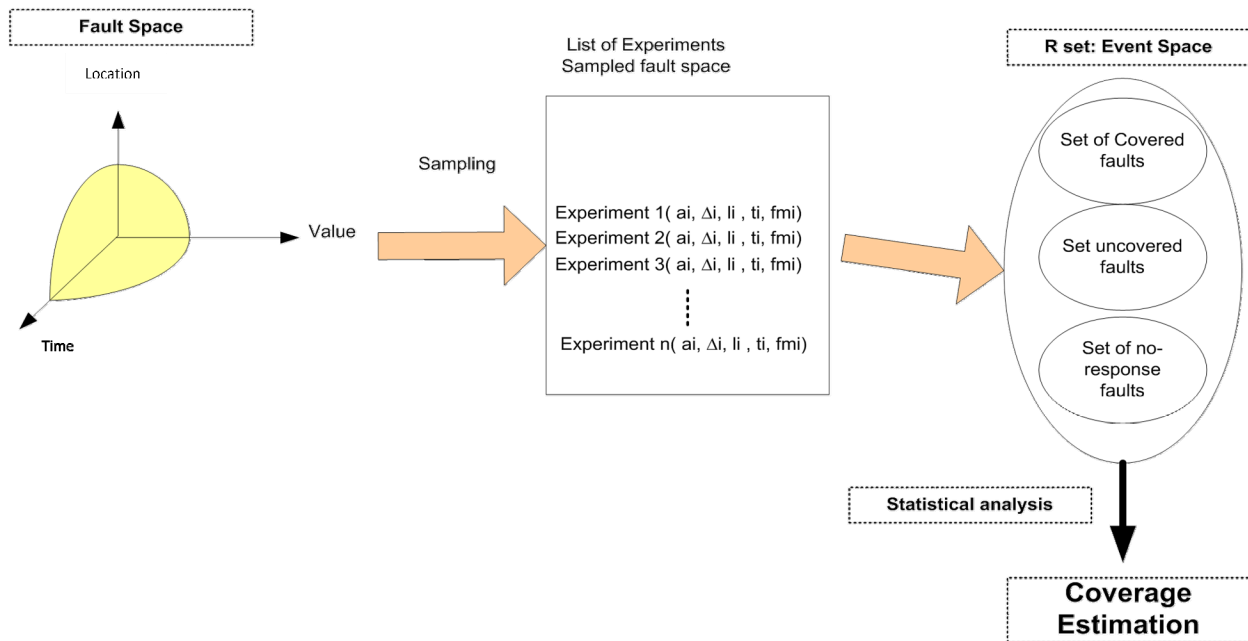 Fault Space
Location
Value
Time
Sampling
List of Experiments
Sampled fault space
Experiment 1( ai, Δi, li , ti, fmi)
Experiment 2( ai, Δi, li , ti, fmi)
Experiment 3( ai, Δi, li , ti, fmi)
Experiment n( ai, Δi, li , ti, fmi)
R set: Event Space
Set of Covered
faults
Set uncovered
faults
Set of no-
response
faults
Statistical analysis
Coverage
Estimation